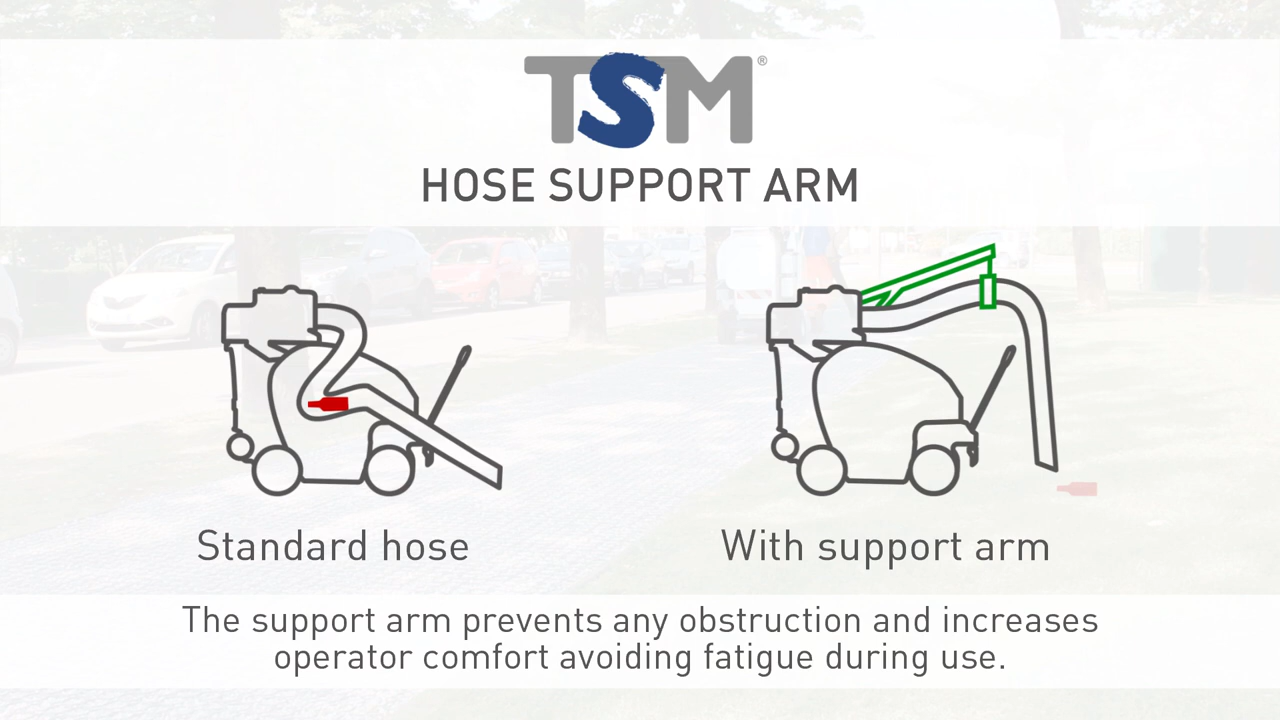 TSM®
HOSE SUPPORT ARM
Standard hose
With support arm
The support arm prevents any obstruction and increases
operator comfort avoiding fatigue during use.